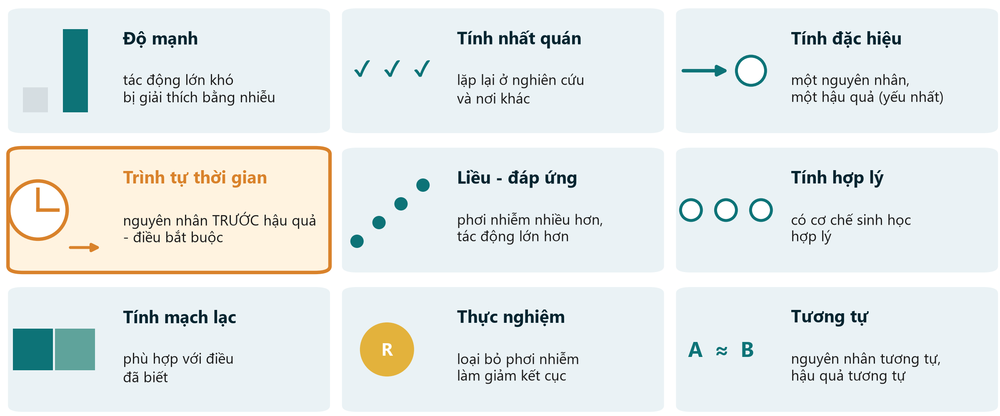 Độ mạnh
tác động lớn khó
bị giải thích bằng nhiễu
Tính nhất quán
lặp lại ở nghiên cứu
và nơi khác
Tính đặc hiệu
một nguyên nhân,
một hậu quả (yếu nhất)
Trình tự thời gian
nguyên nhân TRƯỚC hậu quả
- điều bắt buộc
Liều - đáp ứng
phơi nhiễm nhiều hơn,
tác động lớn hơn
Tính hợp lý
có cơ chế sinh học
hợp lý
Tính mạch lạc
phù hợp với điều
đã biết
R
Thực nghiệm
loại bỏ phơi nhiễm
làm giảm kết cục
A ≈ B
Tương tự
nguyên nhân tương tự,
hậu quả tương tự